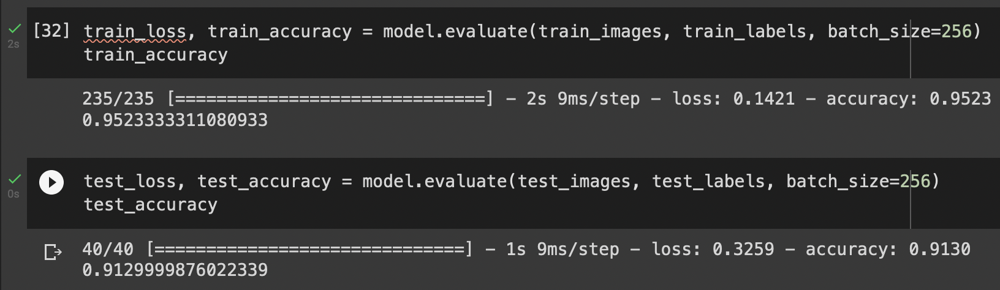 [32] train_loss, train_accuracy = model.evaluate(train_images, train_labels, batch_size=256)
2s
train_accuracy
235/235 [==============================] - 2s 9ms/step - loss: 0.1421 - accuracy: 0.9523
0.9523333311080933
test_loss, test_accuracy = model.evaluate(test_images, test_labels, batch_size=256)
0s
test_accuracy
40/40 [==============================] - 1s 9ms/step - loss: 0.3259 - accuracy: 0.9130
0.9129999876022339